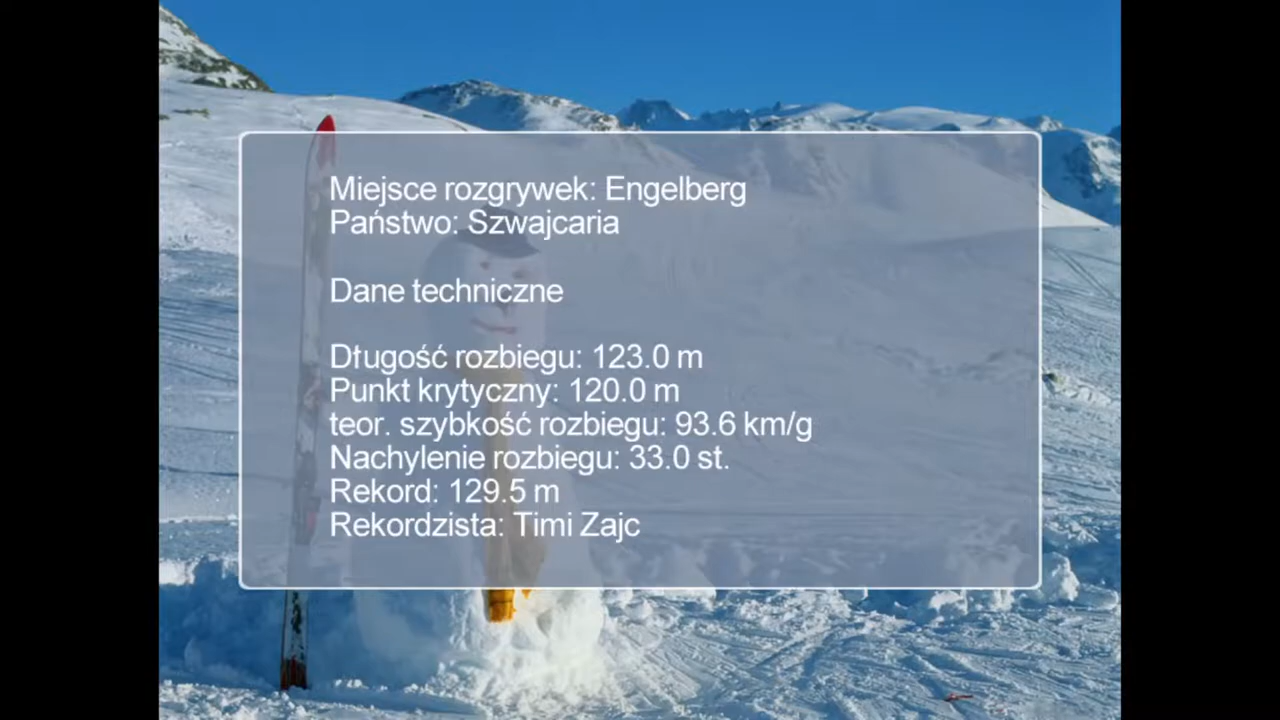 Miejsce rozgrywek: Engelberg
Państwo: Szwajcaria
Dane techniczne
Długość rozbiegu: 123.0 m
Punkt krytyczny: 120.0 m
teor. szybkość rozbiegu: 93.6 km/g
Nachylenie rozbiegu: 33.0 st.
Rekord: 129.5 m
Rekordzista: Timi Zajc